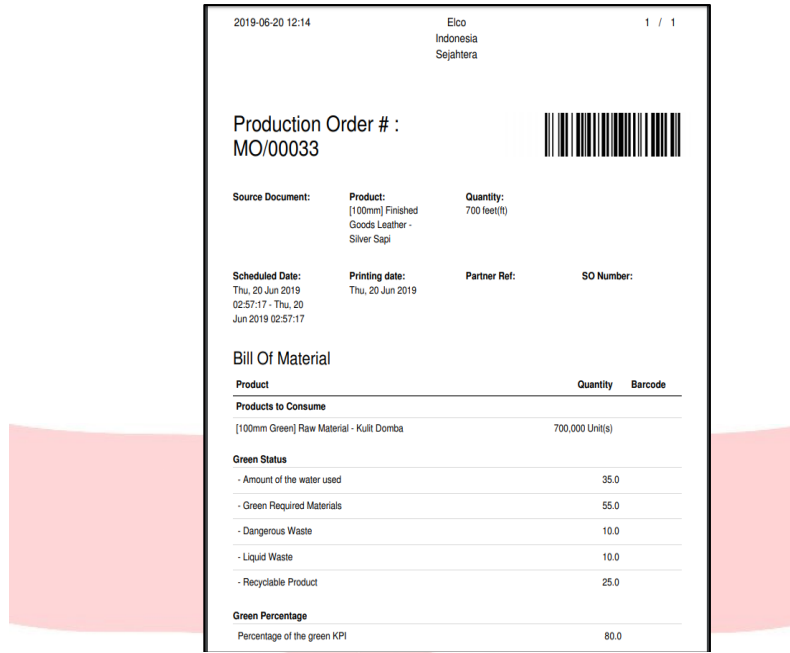 2019-06-20 12:14
Elco
Indonesia
Sejahtera
1 / 1
Production Order # :
MO/00033
Source Document:
Product:
[100mm] Finished
Goods Leather -
Silver Sapi
Quantity:
700 feet(ft)
Scheduled Date:
Thu, 20 Jun 2019
02:57:17 - Thu, 20
Jun 2019 02:57:17
Printing date:
Thu, 20 Jun 2019
Partner Ref:
SO Number:
Bill Of Material
Product Quantity Barcode
Products to Consume
[100mm Green] Raw Material - Kulit Domba 700,000 Unit(s)
Green Status
- Amount of the water used 35.0
- Green Required Materials 55.0
- Dangerous Waste 10.0
- Liquid Waste 10.0
- Recyclable Product 25.0
Green Percentage
Percentage of the green KPI 80.0